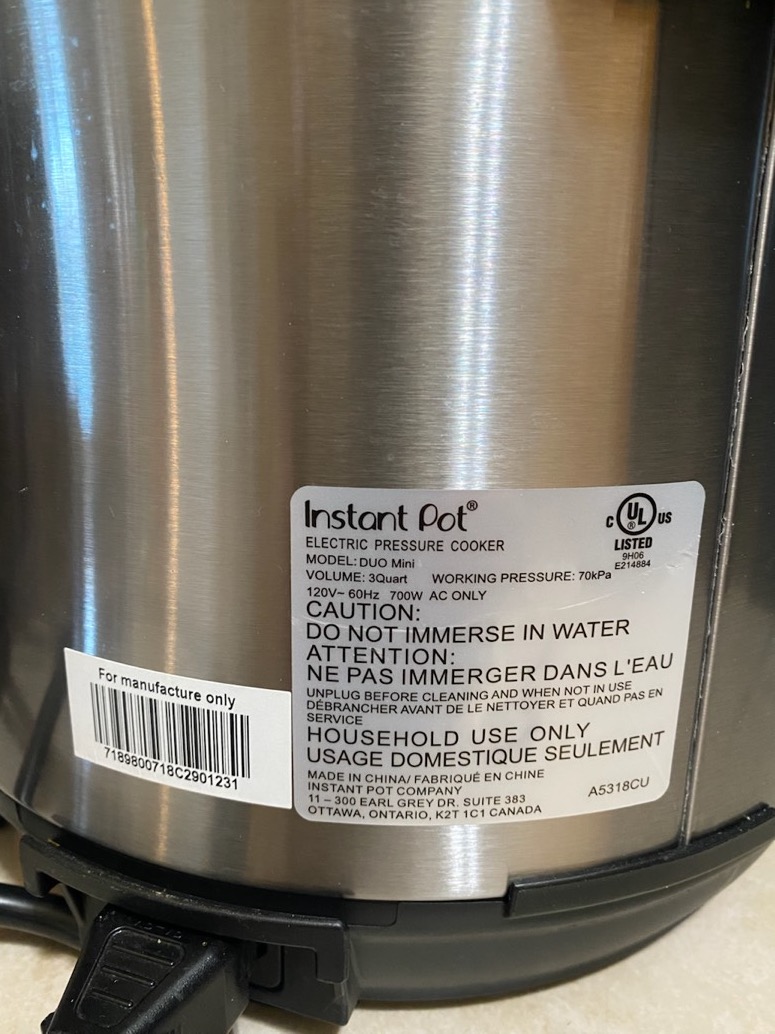 Instant Pot®
ELECTRIC PRESSURE COOKER
MODEL: DUO Mini
VOLUME: 3Quart WORKING PRESSURE: 70kPa
120V~ 60Hz 700W AC ONLY
C UL ® US
LISTED
9H06
E214884
CAUTION:
DO NOT IMMERSE IN WATER
ATTENTION:
NE PAS IMMERGER DANS L'EAU
UNPLUG BEFORE CLEANING AND WHEN NOT IN USE
DÉBRANCHER AVANT DE LE NETTOYER ET QUAND PAS EN
SERVICE
HOUSEHOLD USE ONLY
USAGE DOMESTIQUE SEULEMENT
MADE IN CHINA/ FABRIQUÉ EN CHINE
INSTANT POT COMPANY
11 – 300 EARL GREY DR. SUITE 383
OTTAWA, ONTARIO, K2T 1C1 CANADA
A5318CU
For manufacture only
7189800718C2901231